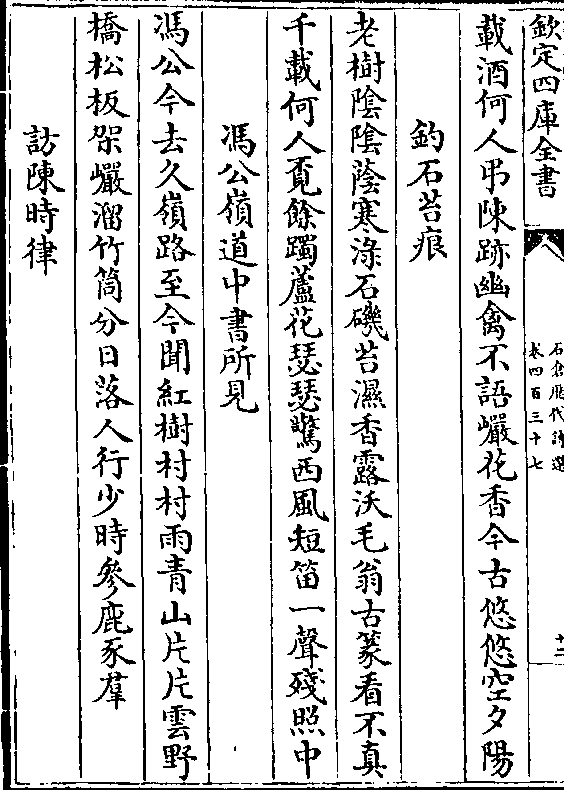 欽定四庫全書
石倉歷代詩選
卷四百三十七
十二
載酒何人弔陳跡幽禽不語巖花香今古悠悠空夕陽
釣石苔痕
老樹陰陰蔭寒淥石磯苔濕香露沃毛翁古篆看不真
千載何人覔餘躅蘆花瑟瑟驚西風短笛一聲殘照中
馮公嶺道中書所見
馮公今去久嶺路至今聞紅樹村村雨青山片片雲野
橋松板架巖溜竹筒分日落人行少時參鹿豕羣
訪陳時律